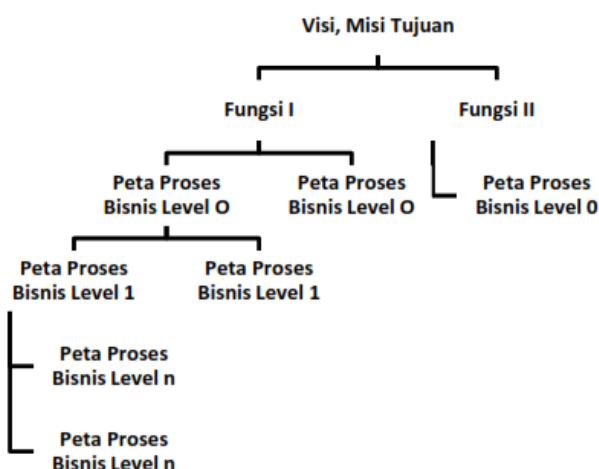 Visi, Misi Tujuan
Fungsi I
Fungsi II
Peta Proses
Bisnis Level O
Peta Proses
Bisnis Level O
Peta Proses
Bisnis Level 0
Peta Proses
Bisnis Level 1
Peta Proses
Bisnis Level 1
Peta Proses
Bisnis Level n
Peta Proses
Bisnis Level n